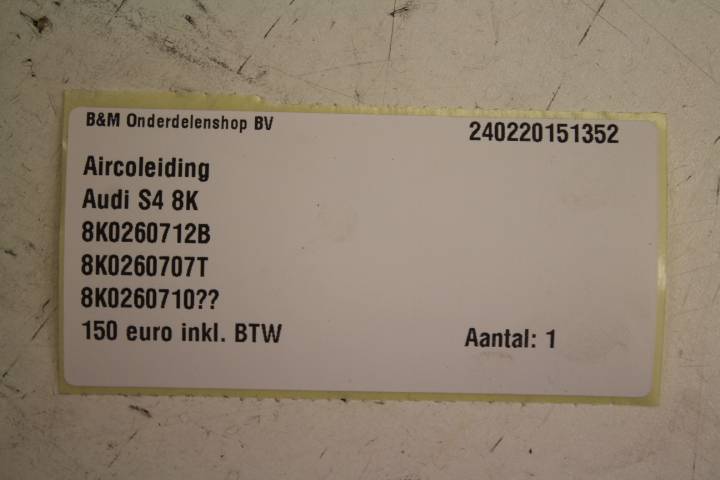 B&M Onderdelenshop BV 240220151352
Aircoleiding
Audi S4 8K
8K0260712B
8K0260707T
8K0260710??
150 euro inkl. BTW Aantal: 1